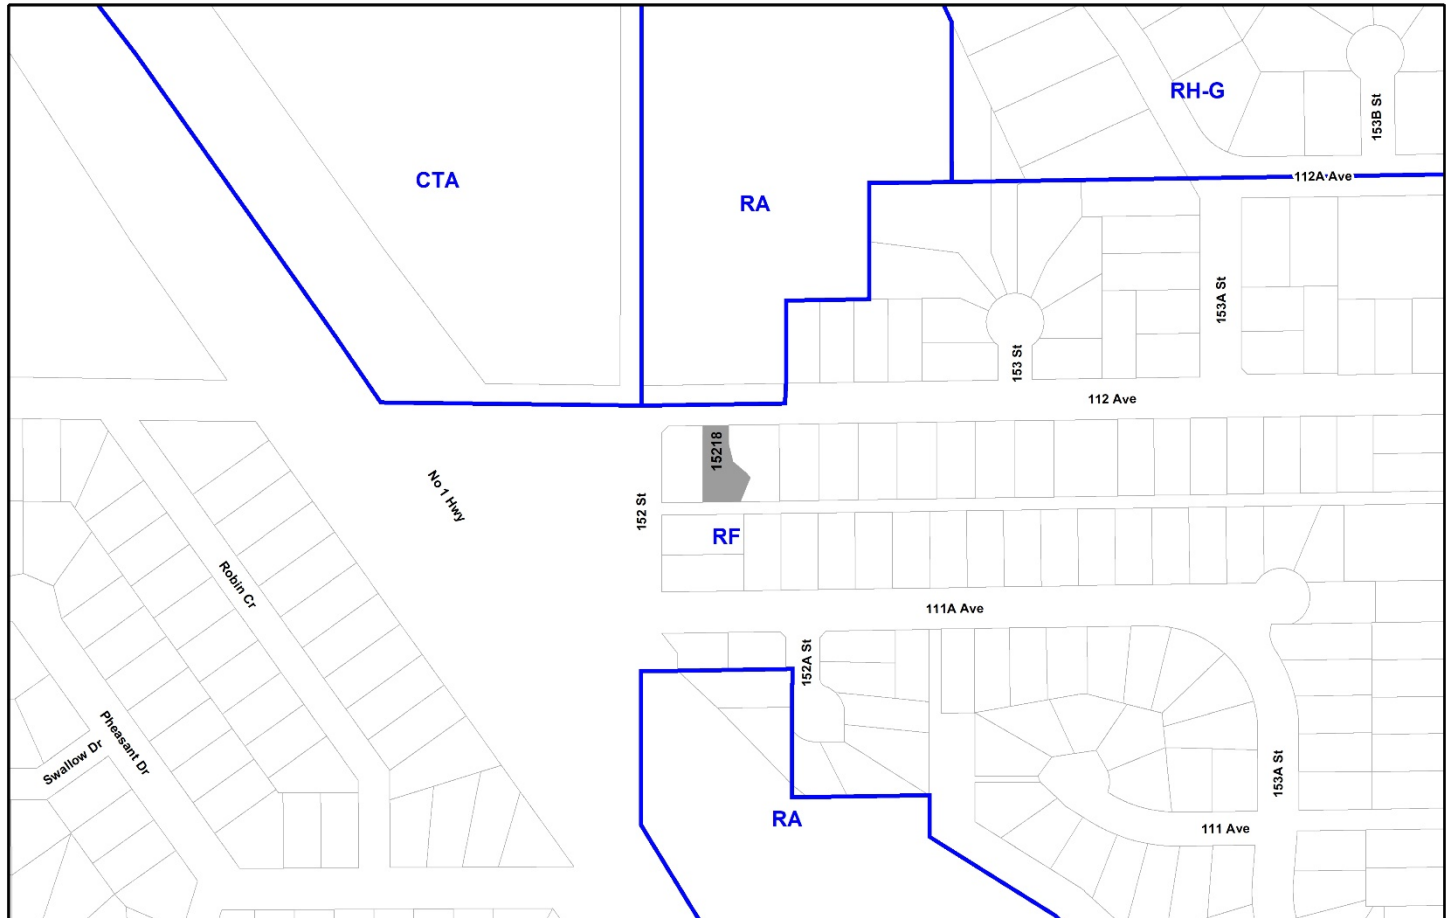 RH-G
153B St
CTA
112A Ave
RA
153A St
153 St
112 Ave
15218
No 1 Hwy
152 St
RF
Robin Cr
111A Ave
152A St
Pheasant Dr
Swallow Dr
153A St
RA
111 Ave